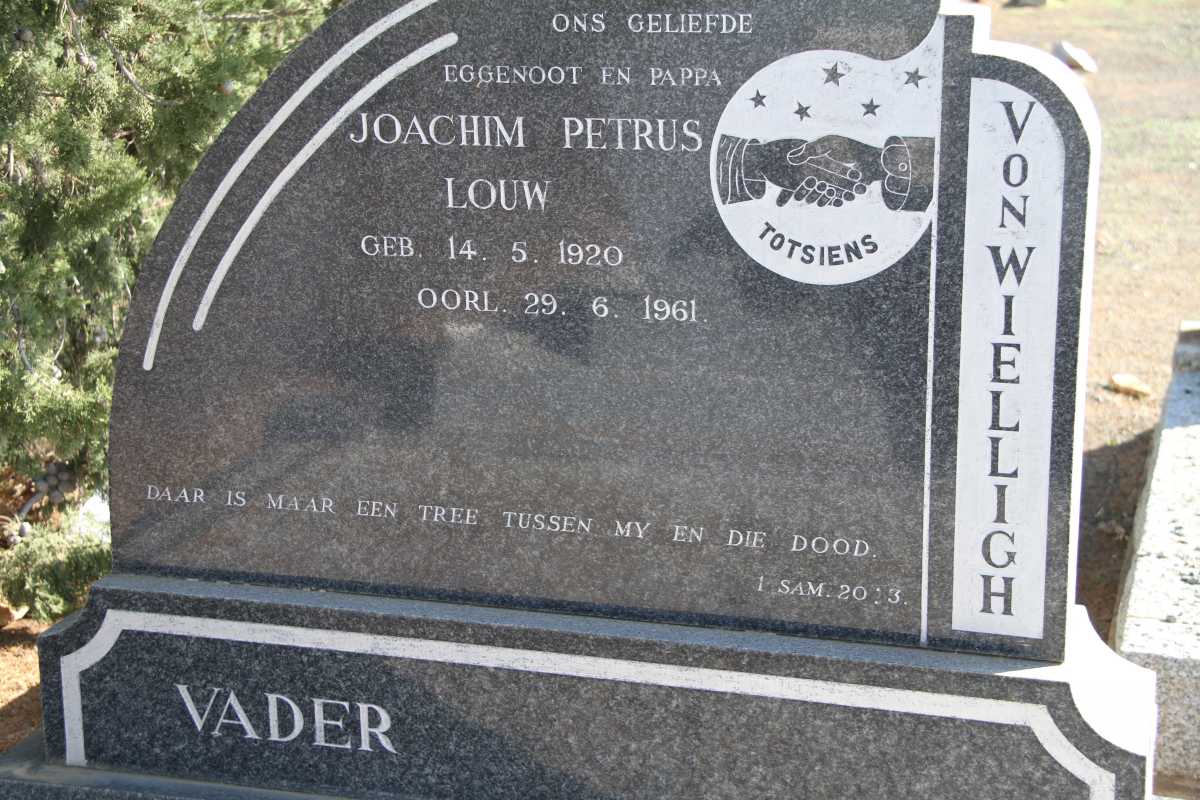 ONS GELIEFDE
EGGENOOT EN PAPPA
JOACHIM PETRUS
LOUW
GEB. 14. 5. 1920
OORL. 29. 6. 1961.
TOTSIENS
VON WIELLIGH
DAAR IS MAAR EEN TREE TUSSEN MY EN DIE DOOD.
1 SAM. 20:3.
VADER